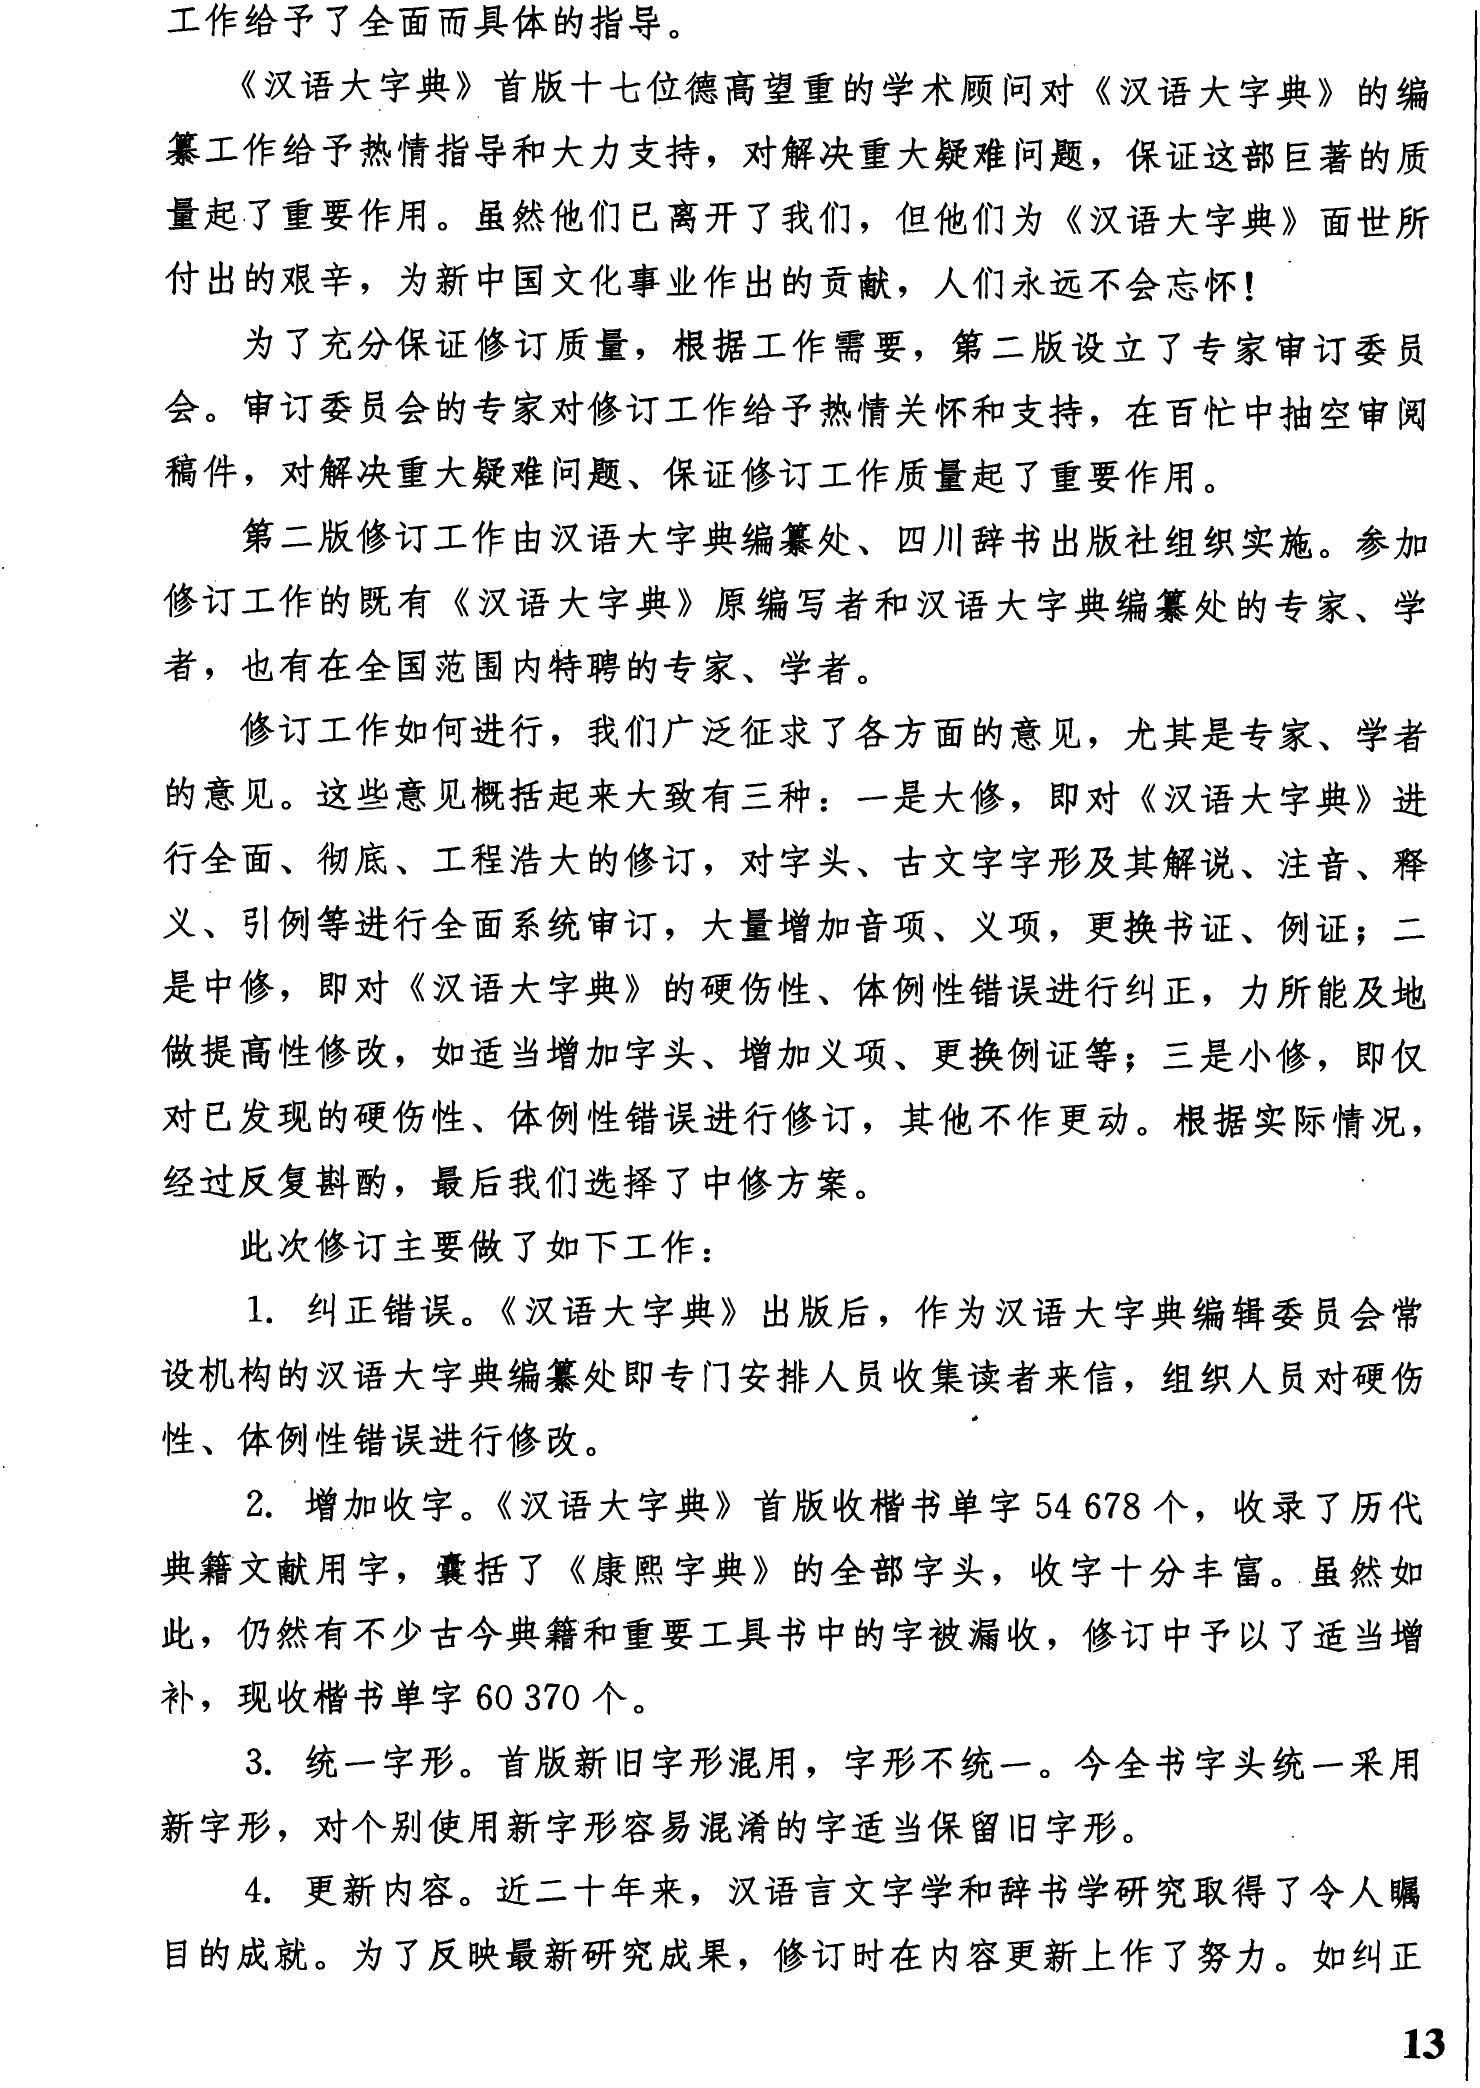 工作给予了全面而具体的指导。
《汉语大字典》首版十七位德高望重的学术顾问对《汉语大字典》的编
纂工作给予热情指导和大力支持，对解决重大疑难问题，保证这部巨著的质
量起了重要作用。虽然他们已离开了我们，但他们为《汉语大字典》面世所
付出的艰辛，为新中国文化事业作出的贡献，人们永远不会忘怀！
为了充分保证修订质量，根据工作需要，第二版设立了专家审订委员
会。审订委员会的专家对修订工作给予热情关怀和支持，在百忙中抽空审阅
稿件，对解决重大疑难问题、保证修订工作质量起了重要作用。
第二版修订工作由汉语大字典编纂处、四川辞书出版社组织实施。参加
修订工作的既有《汉语大字典》原编写者和汉语大字典编纂处的专家、学
者，也有在全国范围内特聘的专家、学者。
修订工作如何进行，我们广泛征求了各方面的意见，尤其是专家、学者
的意见。这些意见概括起来大致有三种：一是大修，即对《汉语大字典》进
行全面、彻底、工程浩大的修订，对字头、古文字字形及其解说、注音、释
义、引例等进行全面系统审订，大量增加音项、义项，更换书证、例证；二
是中修，即对《汉语大字典》的硬伤性、体例性错误进行纠正，力所能及地
做提高性修改，如适当增加字头、增加义项、更换例证等；三是小修，即仅
对已发现的硬伤性、体例性错误进行修订，其他不作更动。根据实际情况，
经过反复斟酌，最后我们选择了中修方案。
此次修订主要做了如下工作：
1. 纠正错误。《汉语大字典》出版后，作为汉语大字典编辑委员会常
设机构的汉语大字典编纂处即专门安排人员收集读者来信，组织人员对硬伤
性、体例性错误进行修改。
2. 增加收字。《汉语大字典》首版收楷书单字 54 678 个，收录了历代
典籍文献用字，囊括了《康熙字典》的全部字头，收字十分丰富。虽然如
此，仍然有不少古今典籍和重要工具书中的字被漏收，修订中予以了适当增
补，现收楷书单字 60 370 个。
3. 统一字形。首版新旧字形混用，字形不统一。今全书字头统一采用
新字形，对个别使用新字形容易混淆的字适当保留旧字形。
4. 更新内容。近二十年来，汉语言文字学和辞书学研究取得了令人瞩
目的成就。为了反映最新研究成果，修订时在内容更新上作了努力。如纠正
13